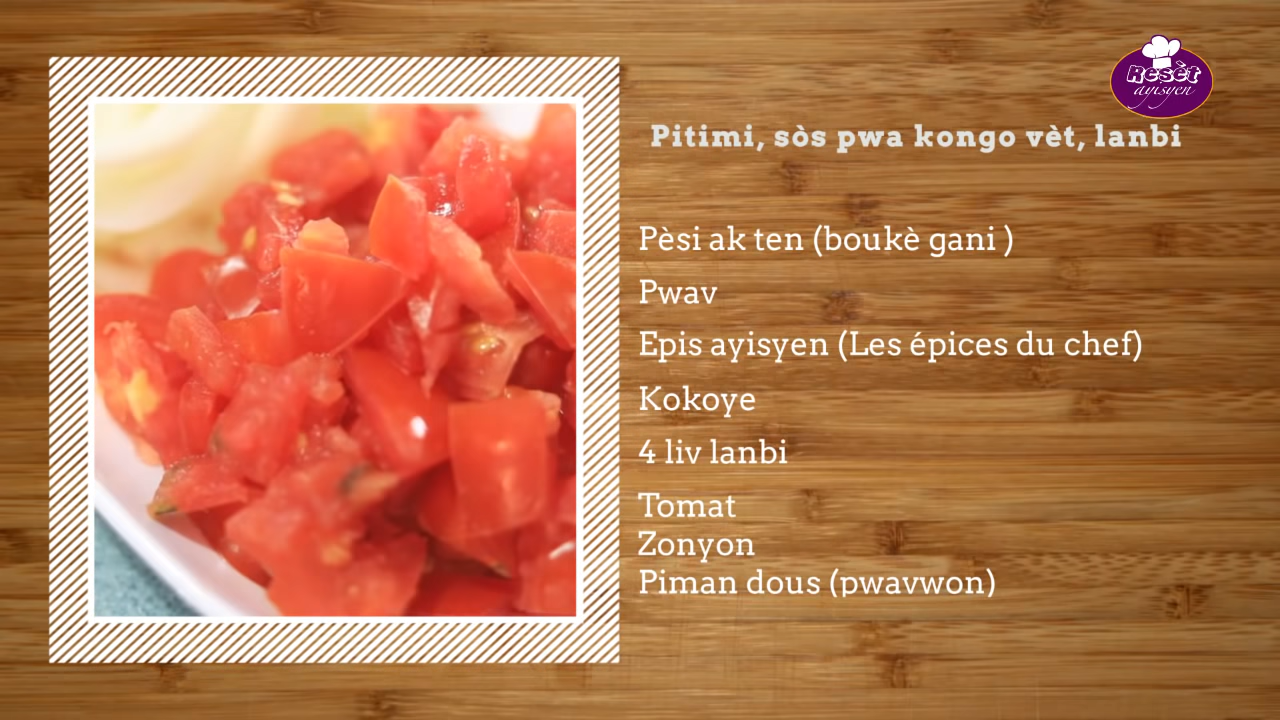 Resèt
ayisyen
Pitimi, sòs pwa kongo vèt, lanbi
Pèsi ak ten (boukè gani )
Pwav
Epis ayisyen (Les épices du chef)
Kokoye
4 liv lanbi
Tomat
Zonyon
Piman dous (pwavwon)